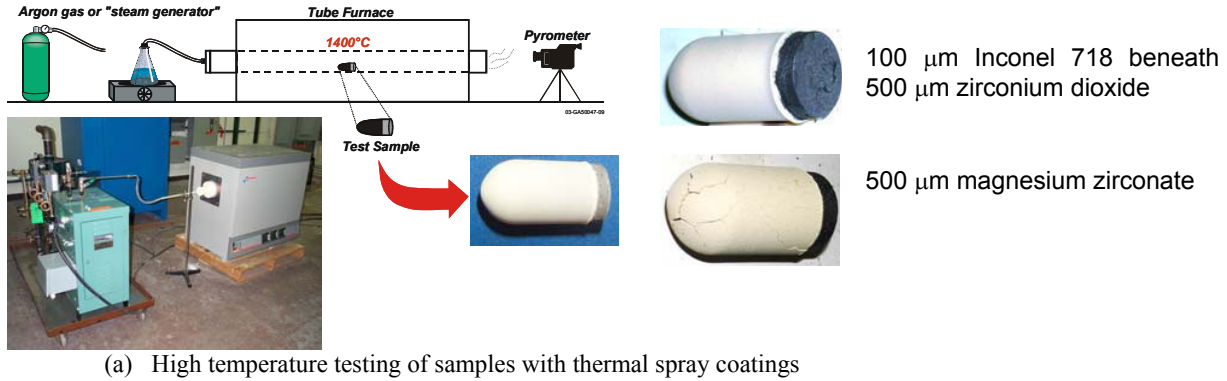 Argon gas or "steam generator"
Tube Furnace
1400°C
Pyrometer
03-GA50047-09
Test Sample
100 μm Inconel 718 beneath
500 μm zirconium dioxide
500 μm magnesium zirconate
(a) High temperature testing of samples with thermal spray coatings